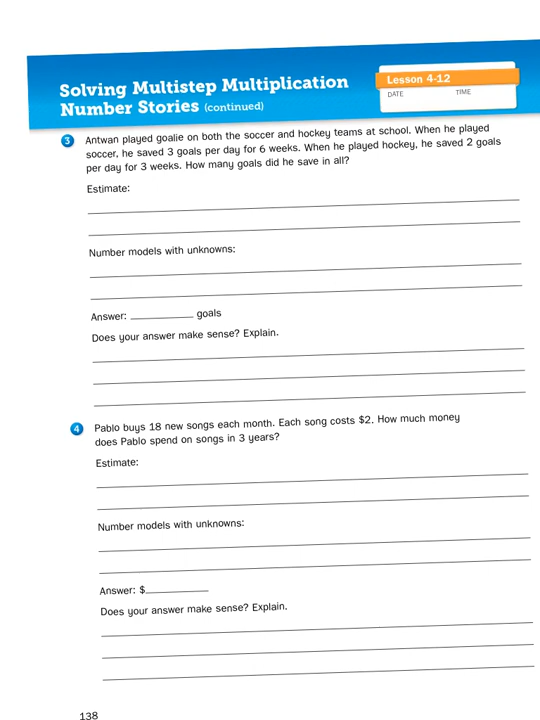 Solving Multistep Multiplication
Number Stories (continued)
Lesson 4-12
DATE TIME
3 Antwan played goalie on both the soccer and hockey teams at school. When he played
soccer, he saved 3 goals per day for 6 weeks. When he played hockey, he saved 2 goals
per day for 3 weeks. How many goals did he save in all?
Estimate:
Number models with unknowns:
Answer: ____________ goals
Does your answer make sense? Explain.
4 Pablo buys 18 new songs each month. Each song costs $2. How much money
does Pablo spend on songs in 3 years?
Estimate:
Number models with unknowns:
Answer: $____________
Does your answer make sense? Explain.
138